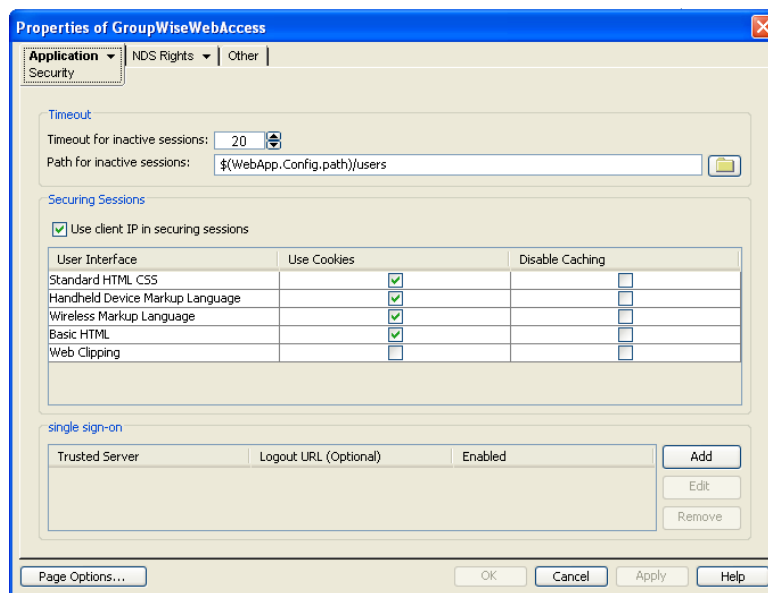 Properties of GroupWiseWebAccess
Application NDS Rights Other
Security
Timeout
Timeout for inactive sessions: 20
Path for inactive sessions: $(WebApp.Config.path)/users
Securing Sessions
Use client IP in securing sessions
User Interface Use Cookies Disable Caching
Standard HTML CSS
Handheld Device Markup Language
Wireless Markup Language
Basic HTML
Web Clipping
single sign-on
Trusted Server Logout URL (Optional) Enabled
Add
Edit
Remove
Page Options... OK Cancel Apply Help